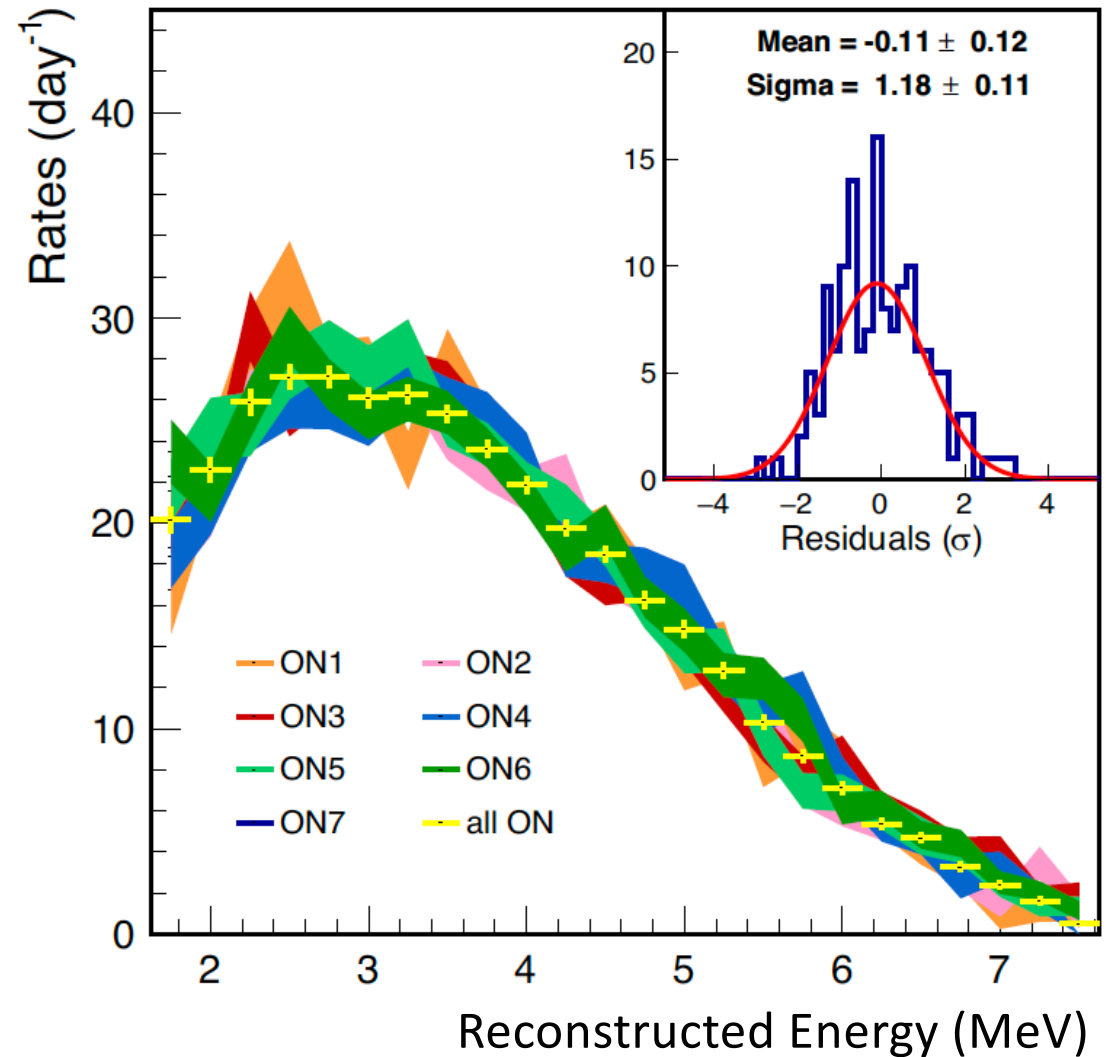 Rates (day-1)
40
30
20
10
0
2 3 4 5 6 7
Reconstructed Energy (MeV)
ON1 ON2
ON3 ON4
ON5 ON6
ON7 all ON
Mean = -0.11 ± 0.12
Sigma = 1.18 ± 0.11
20
15
10
5
0
−4 −2 0 2 4
Residuals (σ)